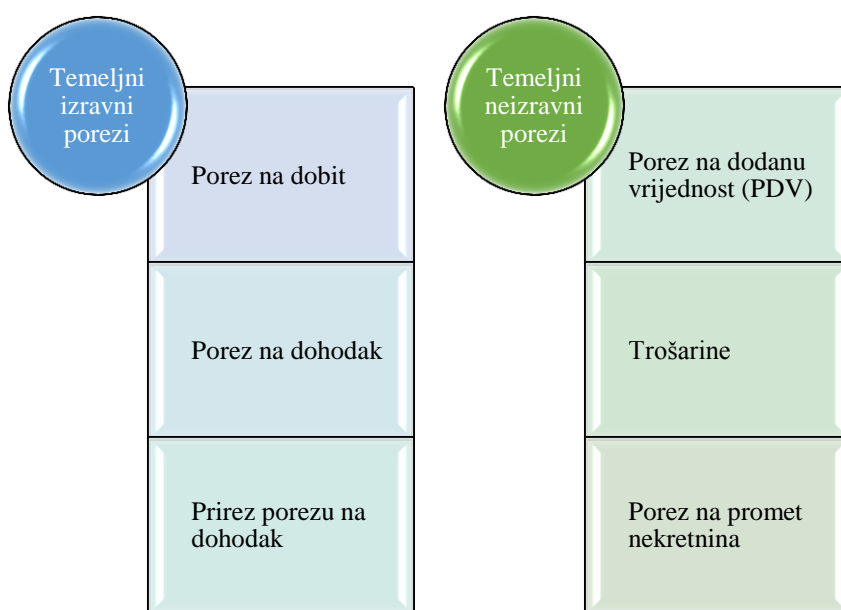 Temeljni
izravni
porezi
Porez na dobit
Porez na dohodak
Prirez porezu na
dohodak
Temeljni
neizravni
porezi
Porez na dodanu
vrijednost (PDV)
Trošarine
Porez na promet
nekretnina